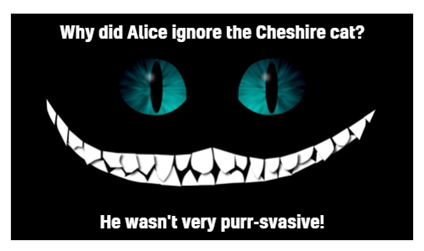 Why did Alice ignore the Cheshire cat?
He wasn't very purr-svasive!